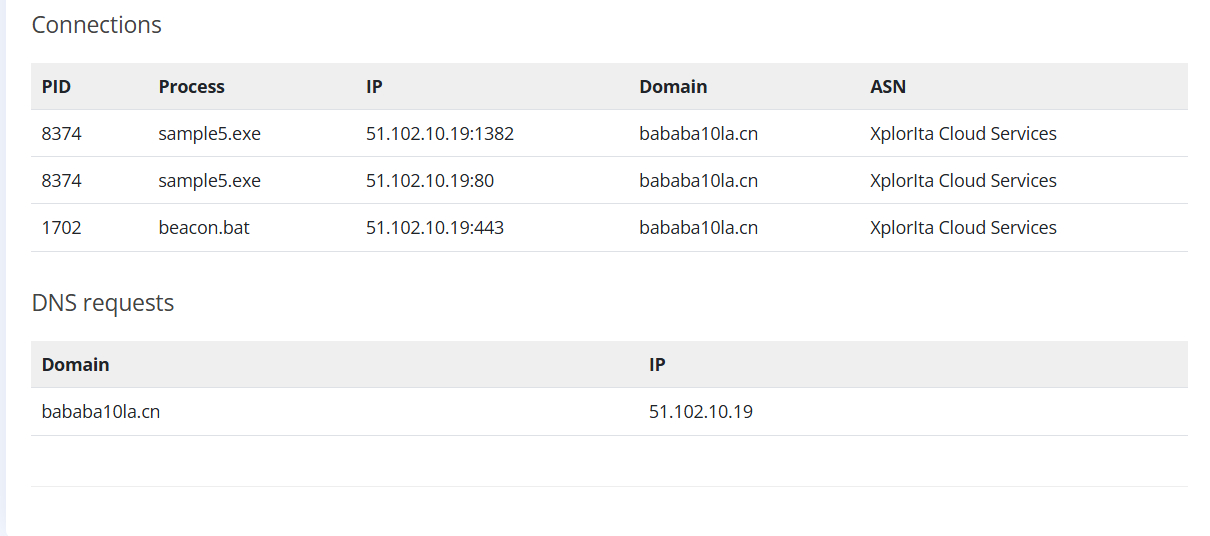 Connections
PID Process IP Domain ASN
8374 sample5.exe 51.102.10.19:1382 bababa10la.cn XplorIta Cloud Services
8374 sample5.exe 51.102.10.19:80 bababa10la.cn XplorIta Cloud Services
1702 beacon.bat 51.102.10.19:443 bababa10la.cn XplorIta Cloud Services
DNS requests
Domain IP
bababa10la.cn 51.102.10.19